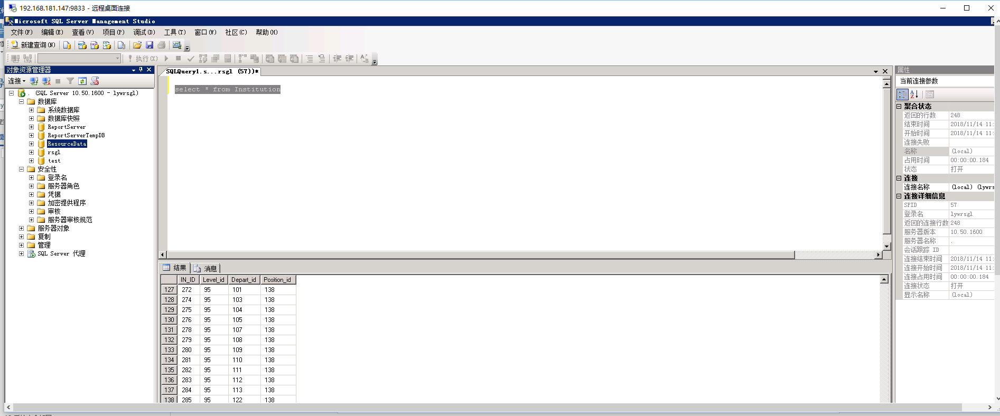 192.168.181.147:9833 - 远程桌面连接
Microsoft SQL Server Management Studio
文件(F) 编辑(E) 查看(V) 项目(P) 调试(D) 工具(T) 窗口(W) 社区(C) 帮助(H)
新建查询(N)
执行(X)
对象资源管理器
连接
. (SQL Server 10.50.1600 - lywrsgl)
数据库
系统数据库
数据库快照
ReportServer
ReportServerTempDB
ResourceData
rsgl
test
安全性
登录名
服务器角色
凭据
加密提供程序
审核
服务器审核规范
服务器对象
复制
管理
SQL Server 代理
SQLQuery1.s...rsgl (57))*
select * from Institution
结果 消息
IN_ID Level_id Depart_id Position_id
127 272 95 101 138
128 274 95 103 138
129 275 95 104 138
130 276 95 105 138
131 278 95 107 138
132 279 95 108 138
133 280 95 109 138
134 281 95 110 138
135 282 95 111 138
136 283 95 112 138
137 284 95 113 138
138 285 95 122 138
属性
当前连接参数
聚合状态
返回的行数 248
结束时间 2018/11/14 11:
开始时间 2018/11/14 11:
连接失败
名称 (local)
占用时间 00:00:00.184
状态 打开
连接
连接名称 (local) (lywrs
连接详细信息
SPID 57
登录名 lywrsgl
返回的连接行数 248
服务器版本 10.50.1600
服务器名称 .
会话跟踪 ID
连接结束时间 2018/11/14 11:
连接开始时间 2018/11/14 11:
连接占用时间 00:00:00.184
连接状态 打开
显示名称 (local)